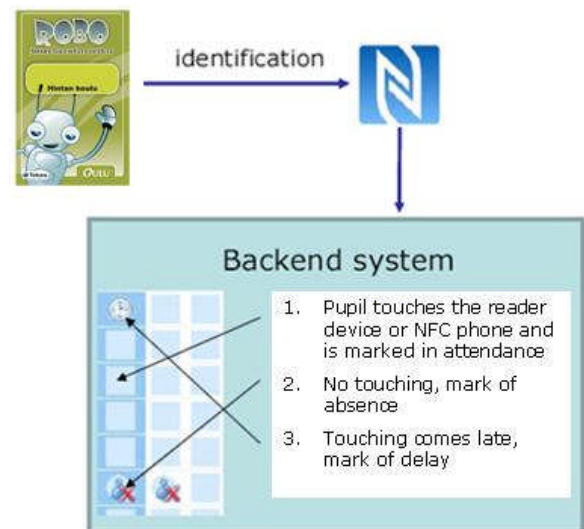 ROBO
Hintan koulu
OULU
identification
Backend system
1. Pupil touches the reader
device or NFC phone and
is marked in attendance
2. No touching, mark of
absence
3. Touching comes late,
mark of delay